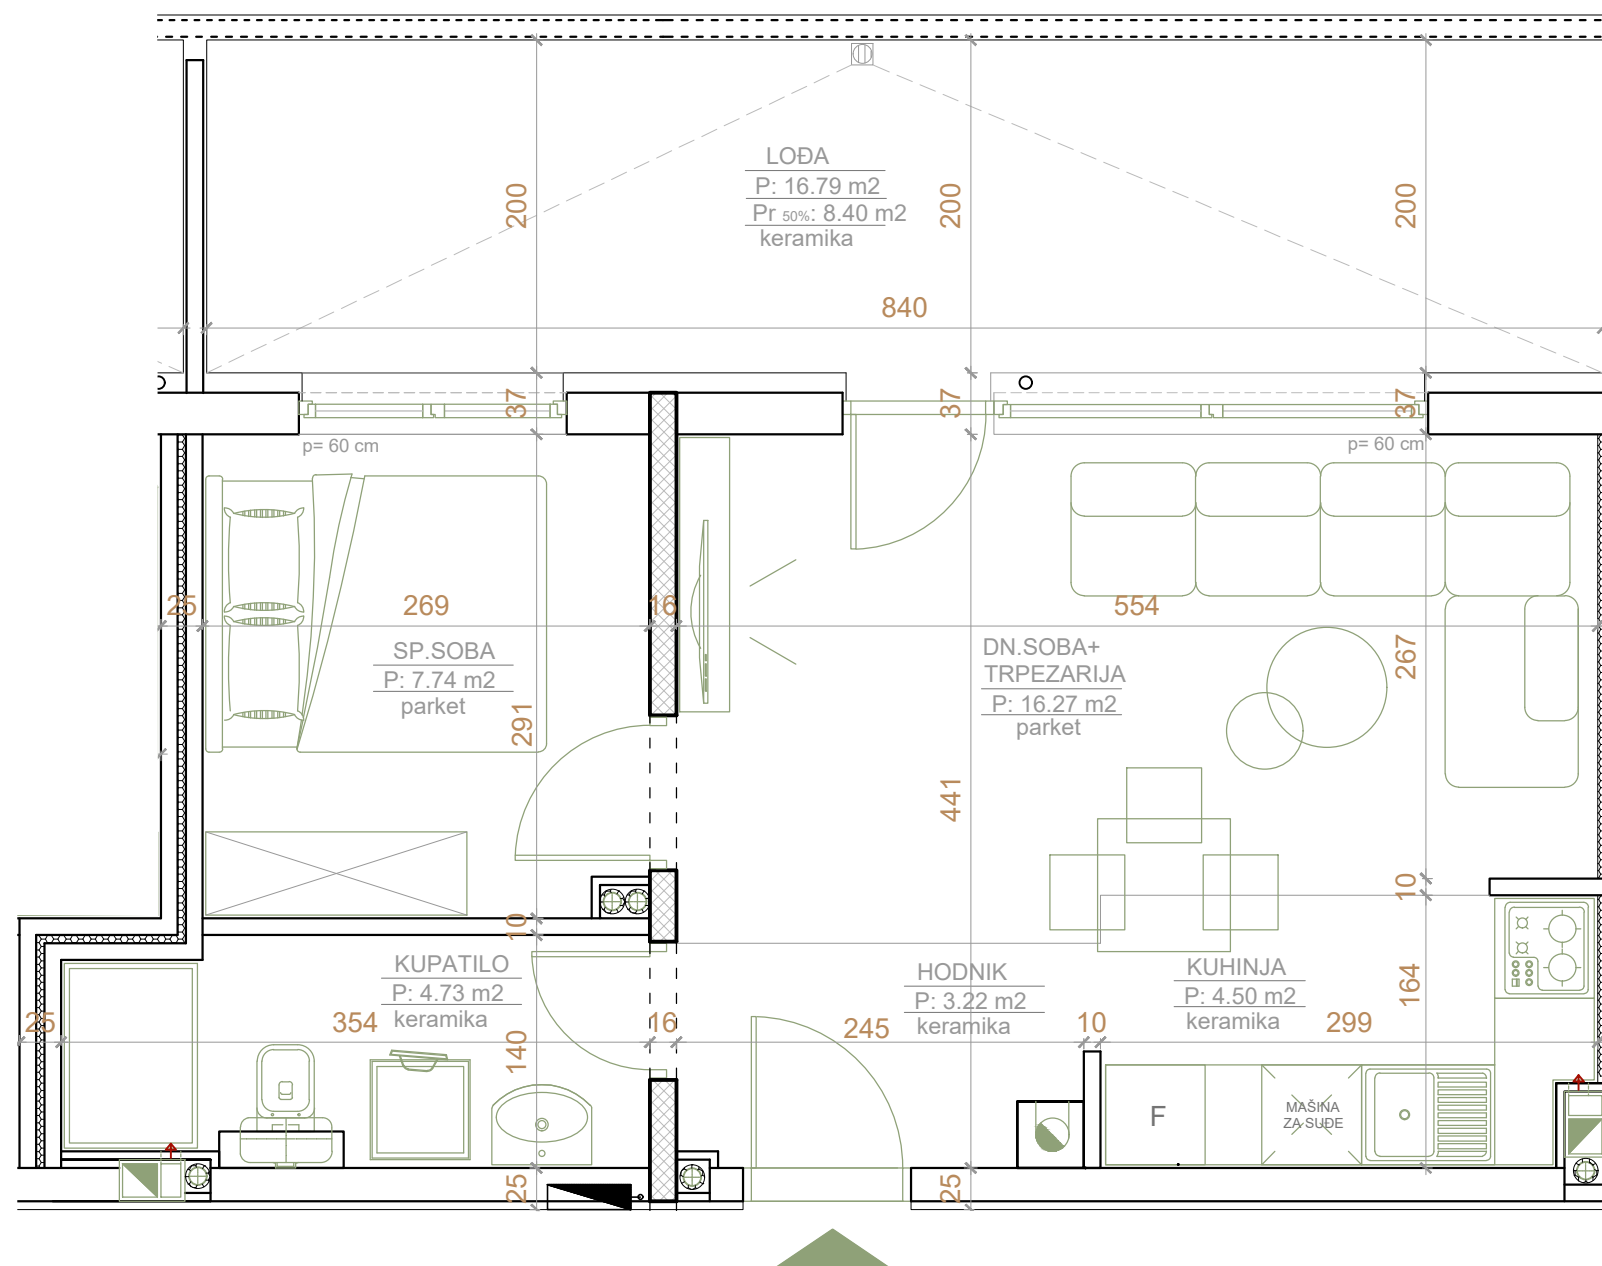 LOĐA
P: 16.79 m2
Pr 50%: 8.40 m2
keramika
200
200
200
840
37
37
37
p= 60 cm
p= 60 cm
25
269
16
554
SP.SOBA
P: 7.74 m2
parket
291
DN.SOBA+
TRPEZARIJA
P: 16.27 m2
parket
267
441
10
10
KUPATILO
P: 4.73 m2
keramika
HODNIK
P: 3.22 m2
keramika
KUHINJA
P: 4.50 m2
keramika
164
25
354
140
16
245
10
299
F
MAŠINA
ZA SUĐE
25
25